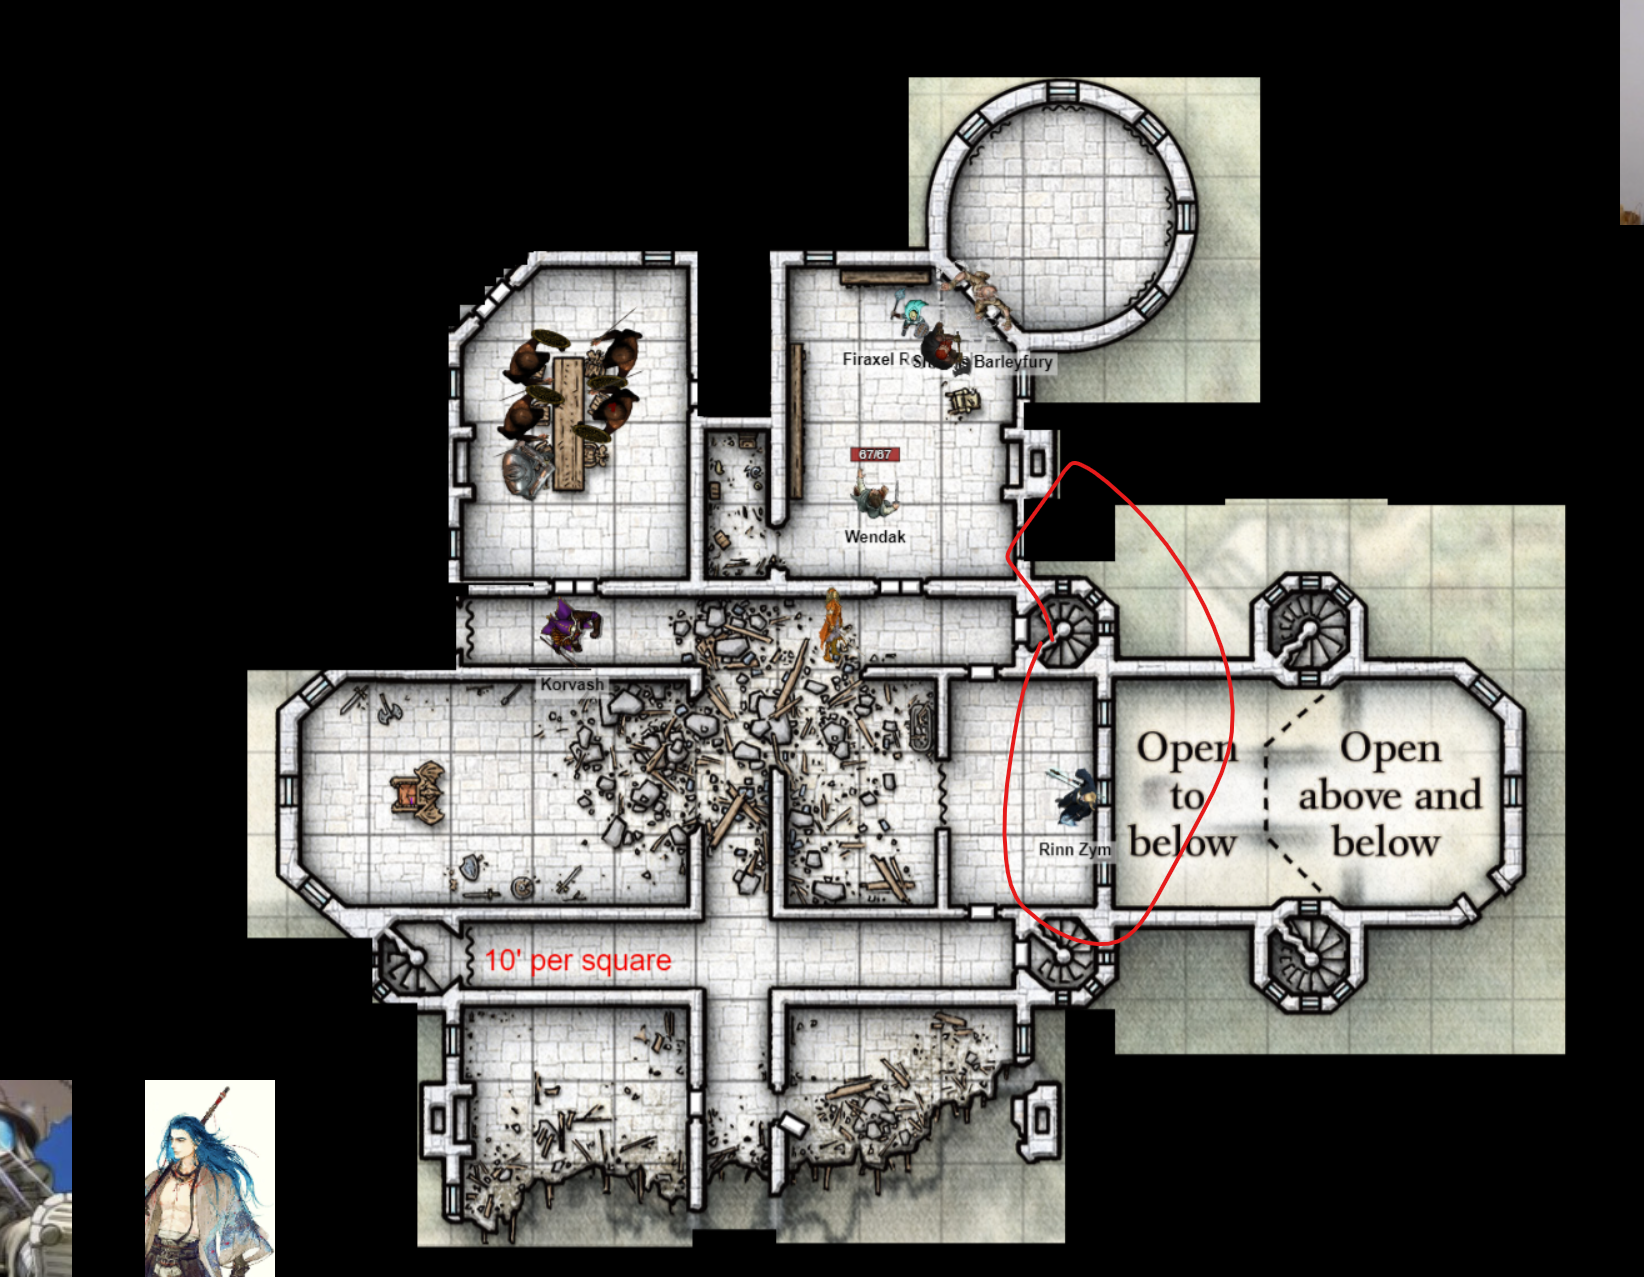 Firaxel
Barleyfury
67/67
Wendak
Korvash
Open
to
below
Open
above and
below
Rinn Zym
10' per square